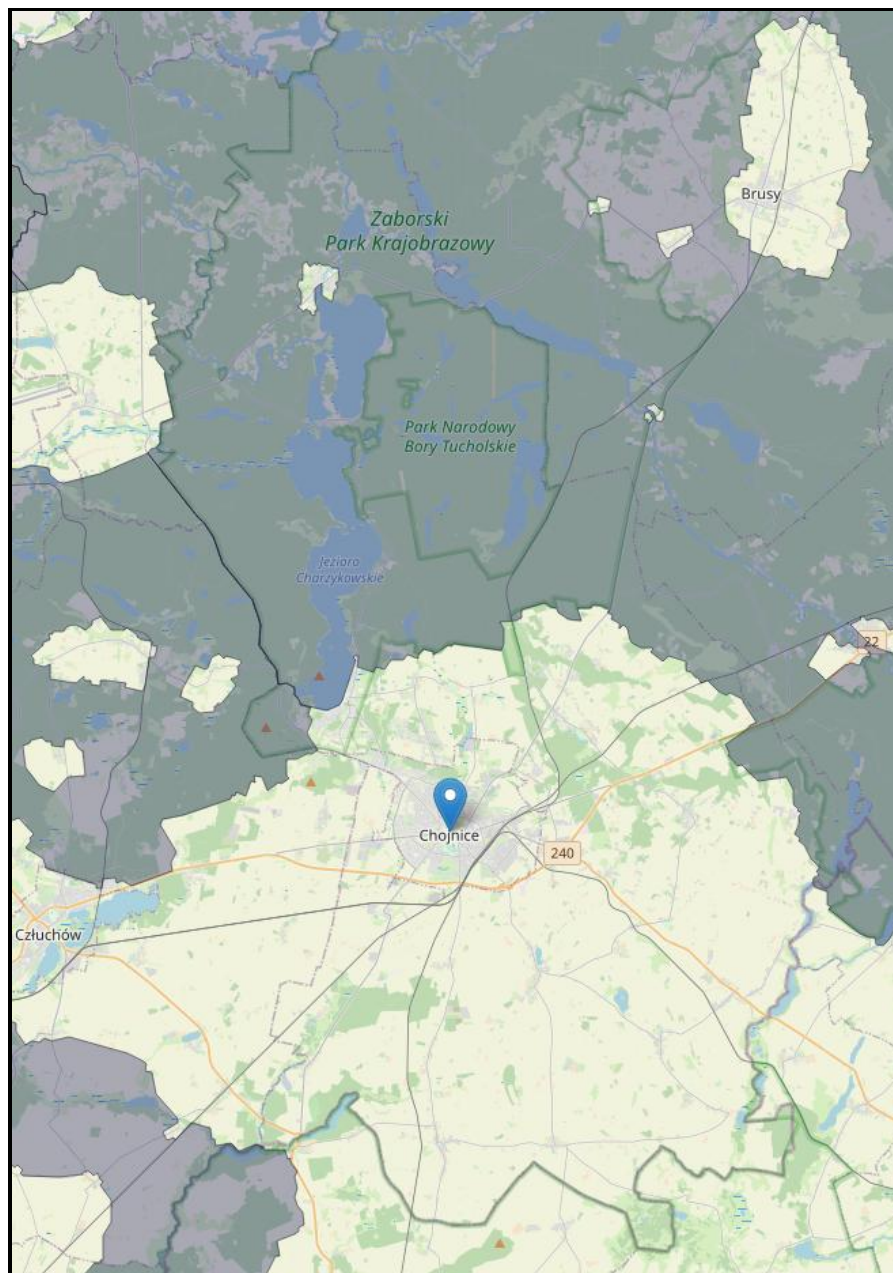 Brusy
Zaborski
Park Krajobrazowy
Park Narodowy
Bory Tucholskie
Jezioro
Charzykowskie
22
Chojnice
240
Człuchów